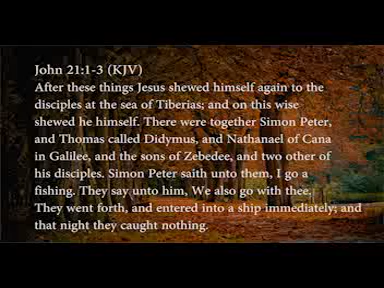 John 21:1-3 (KJV)
After these things Jesus shewed himself again to the
disciples at the sea of Tiberias; and on this wise
shewed he himself. There were together Simon Peter,
and Thomas called Didymus, and Nathanael of Cana
in Galilee, and the sons of Zebedee, and two other of
his disciples. Simon Peter saith unto them, I go a
fishing. They say unto him, We also go with thee.
They went forth, and entered into a ship immediately; and
that night they caught nothing.